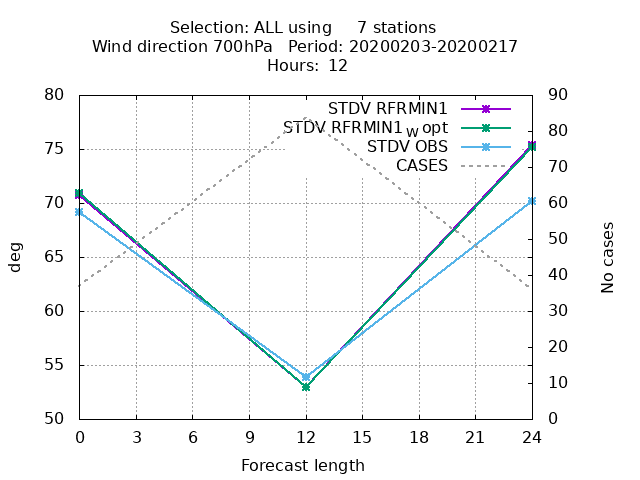 Selection: ALL using     7 stations
Wind direction 700hPa   Period: 20200203-20200217
Hours: 12
STDV RFRMIN1
STDV RFRMIN1_W opt
STDV OBS
CASES
80
75
70
65
60
55
50
deg
90
80
70
60
50
40
30
20
10
0
No cases
0 3 6 9 12 15 18 21 24
Forecast length